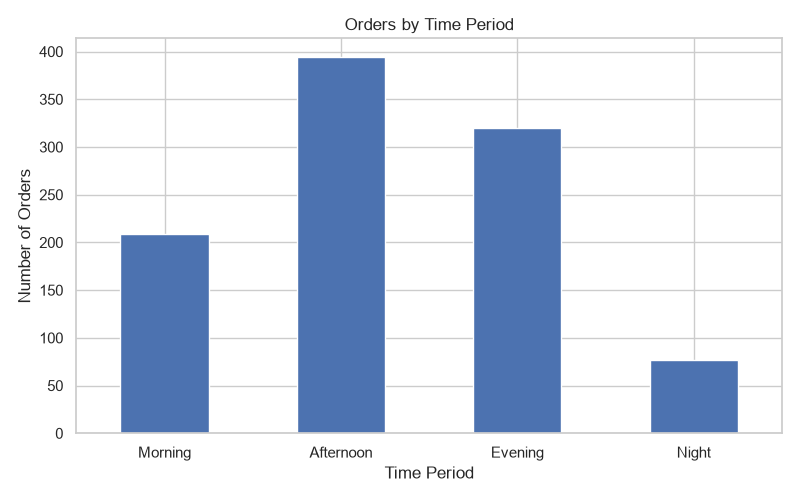 Orders by Time Period
400
350
300
250
200
150
100
50
0
Number of Orders
Morning Afternoon Evening Night
Time Period